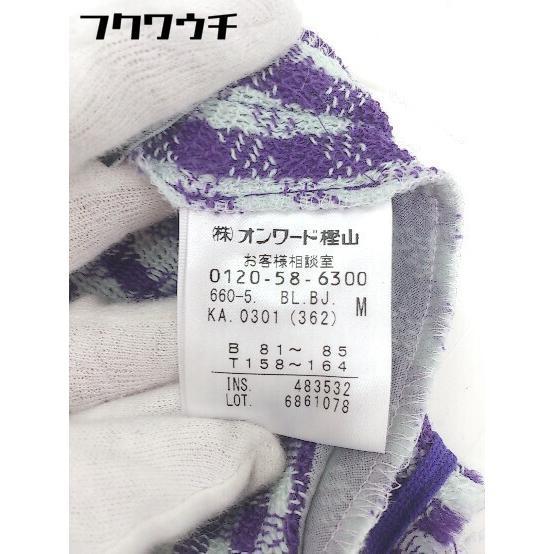 フクワウチ
(株) オンワード樫山
お客様相談室
0120-58-6300
660-5. BL.BJ. M
KA.0301(362)
B 81〜 85
T158〜164
INS. 483532
LOT. 6861078